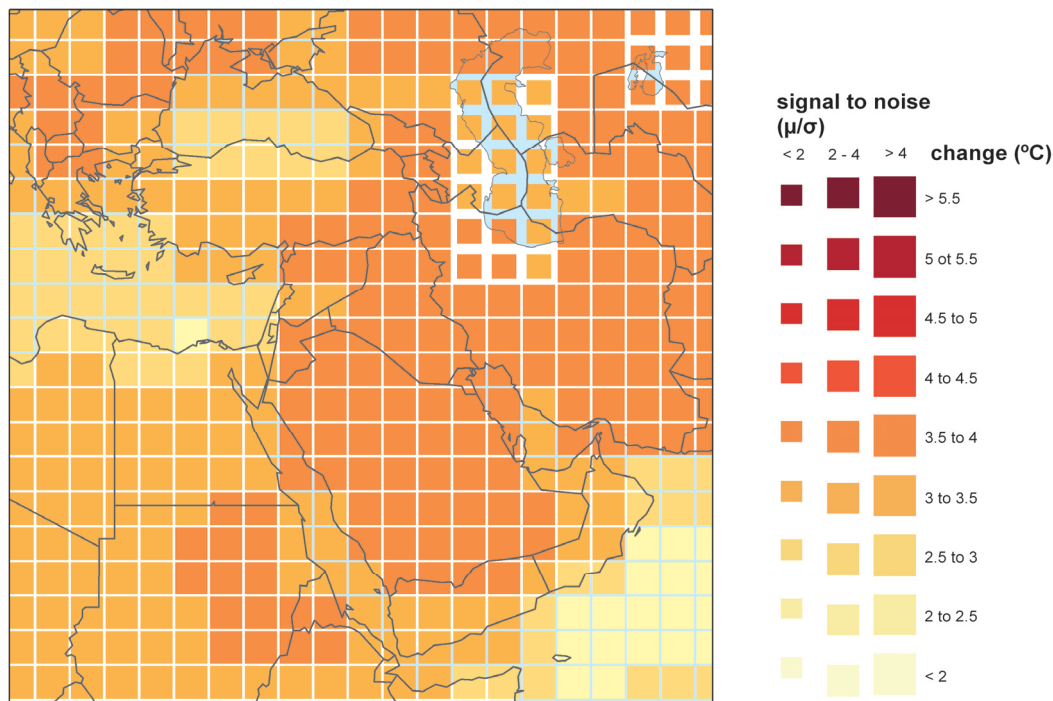 signal to noise
(μ/σ)
< 2 2 - 4 > 4 change (ºC)
> 5.5
5 ot 5.5
4.5 to 5
4 to 4.5
3.5 to 4
3 to 3.5
2.5 to 3
2 to 2.5
< 2